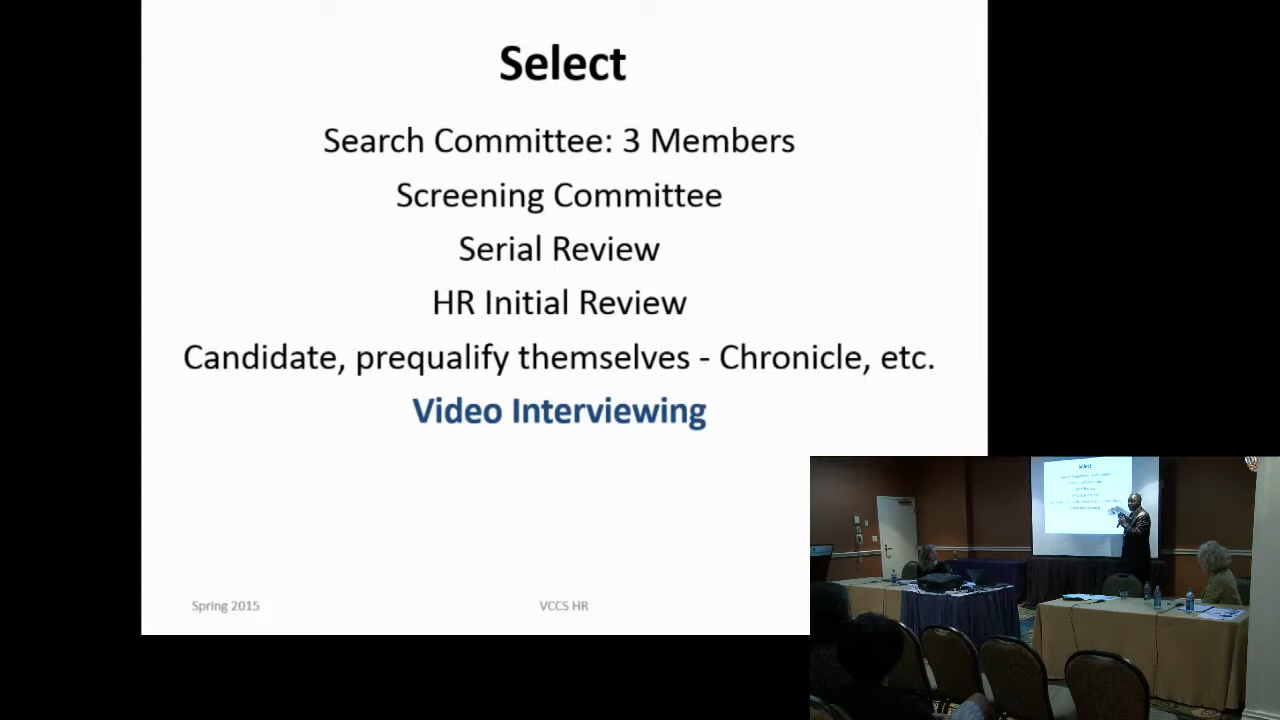 Select
Search Committee: 3 Members
Screening Committee
Serial Review
HR Initial Review
Candidate, prequalify themselves - Chronicle, etc.
Video Interviewing
Spring 2015
VCCS HR
Select